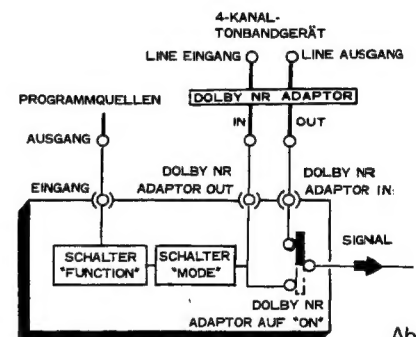 4-KANAL-
TONBANDGERÄT
LINE EINGANG
LINE AUSGANG
DOLBY NR ADAPTOR
PROGRAMMQUELLEN
IN
OUT
AUSGANG
EINGANG
DOLBY NR
ADAPTOR OUT
DOLBY NR
ADAPTOR IN
SCHALTER
"FUNCTION"
SCHALTER
"MODE"
SIGNAL
DOLBY NR
ADAPTOR AUF "ON"
Ab